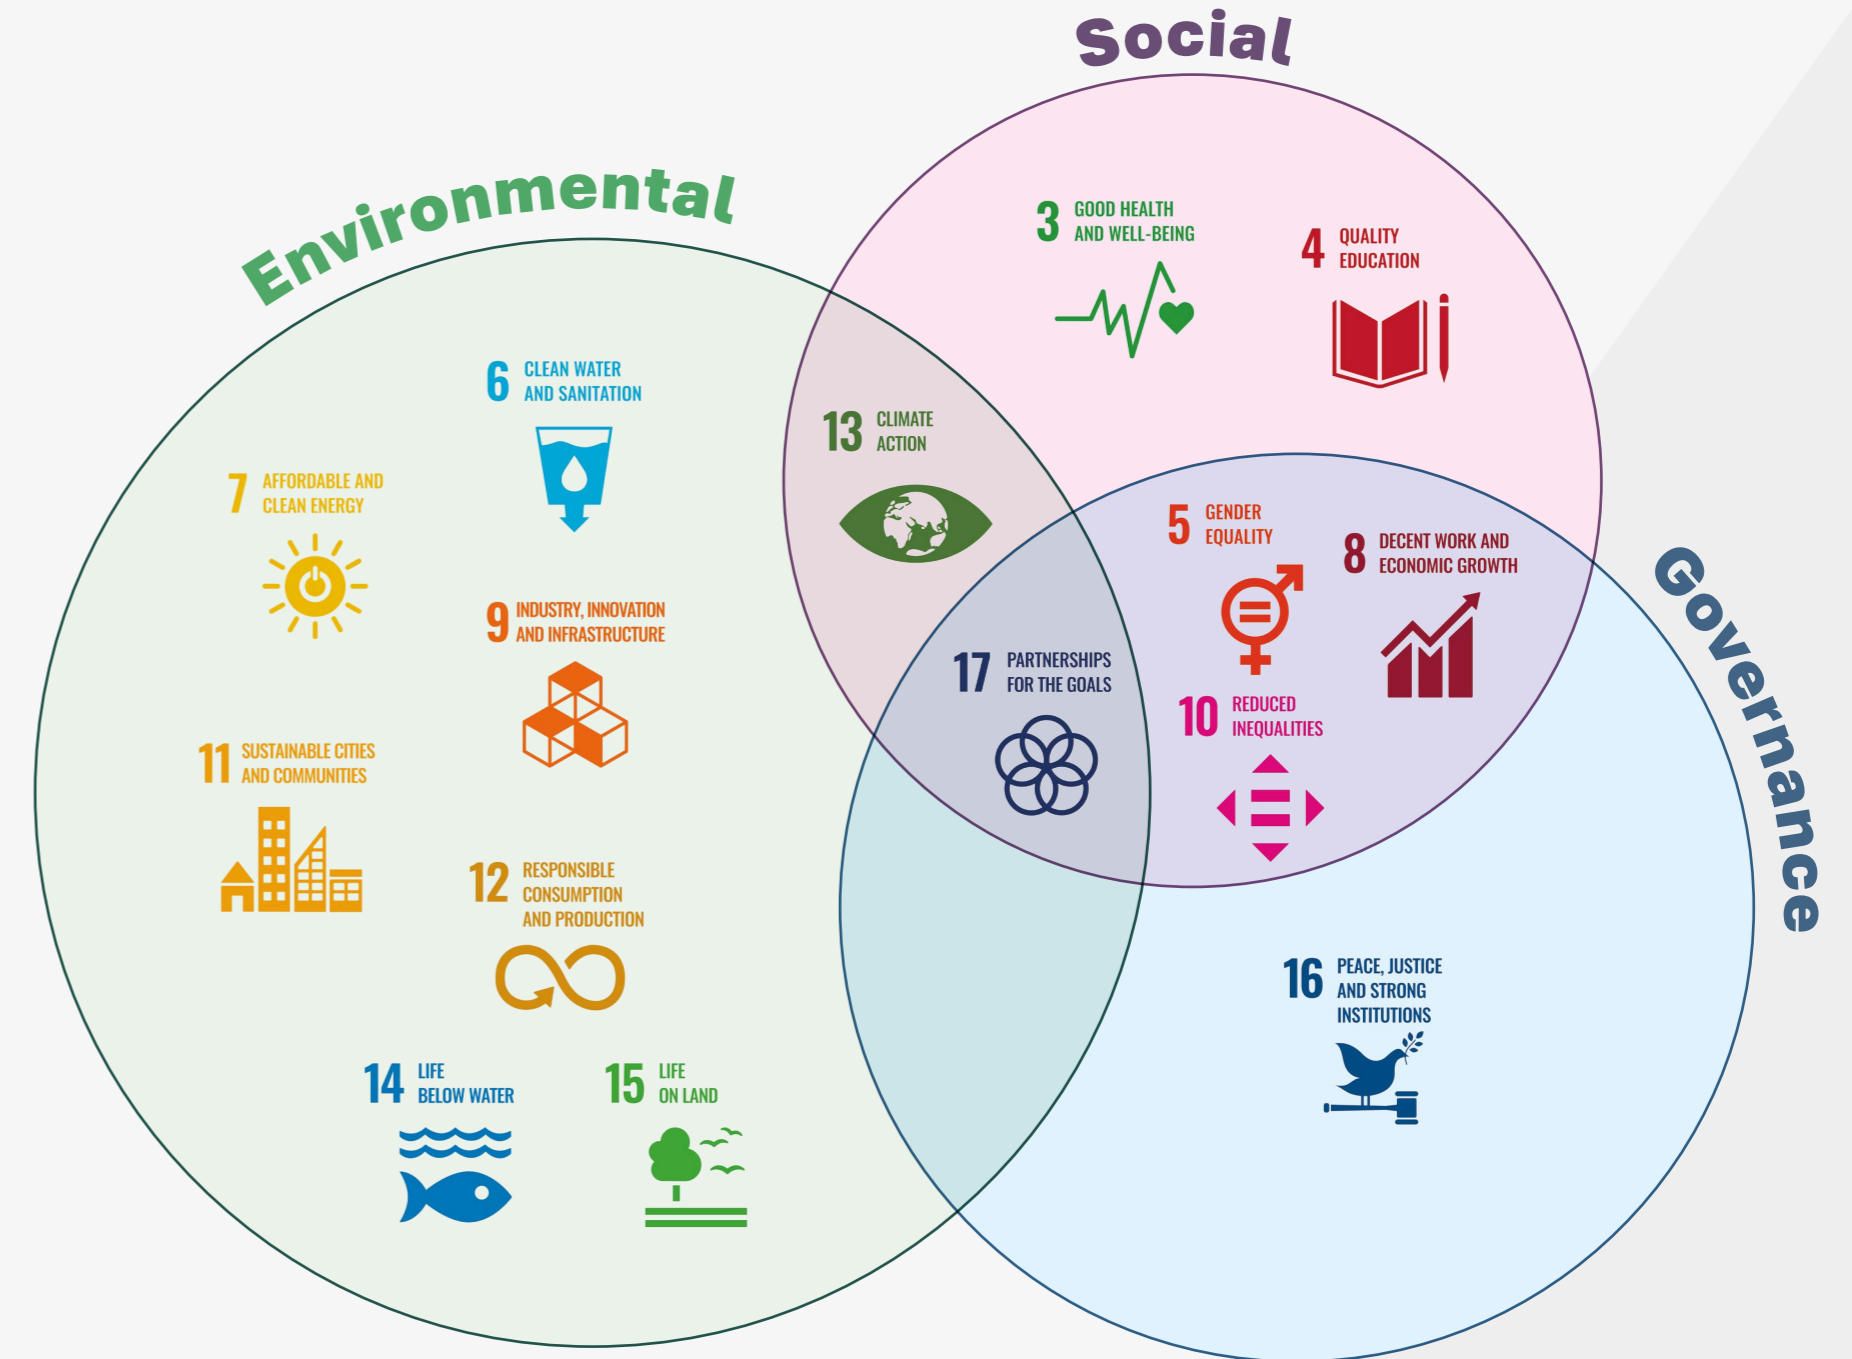 Social
Environmental
Governance
3 GOOD HEALTH
AND WELL-BEING
4 QUALITY
EDUCATION
6 CLEAN WATER
AND SANITATION
13 CLIMATE
ACTION
7 AFFORDABLE AND
CLEAN ENERGY
5 GENDER
EQUALITY
8 DECENT WORK AND
ECONOMIC GROWTH
9 INDUSTRY, INNOVATION
AND INFRASTRUCTURE
17 PARTNERSHIPS
FOR THE GOALS
10 REDUCED
INEQUALITIES
11 SUSTAINABLE CITIES
AND COMMUNITIES
12 RESPONSIBLE
CONSUMPTION
AND PRODUCTION
16 PEACE, JUSTICE
AND STRONG
INSTITUTIONS
14 LIFE
BELOW WATER
15 LIFE
ON LAND